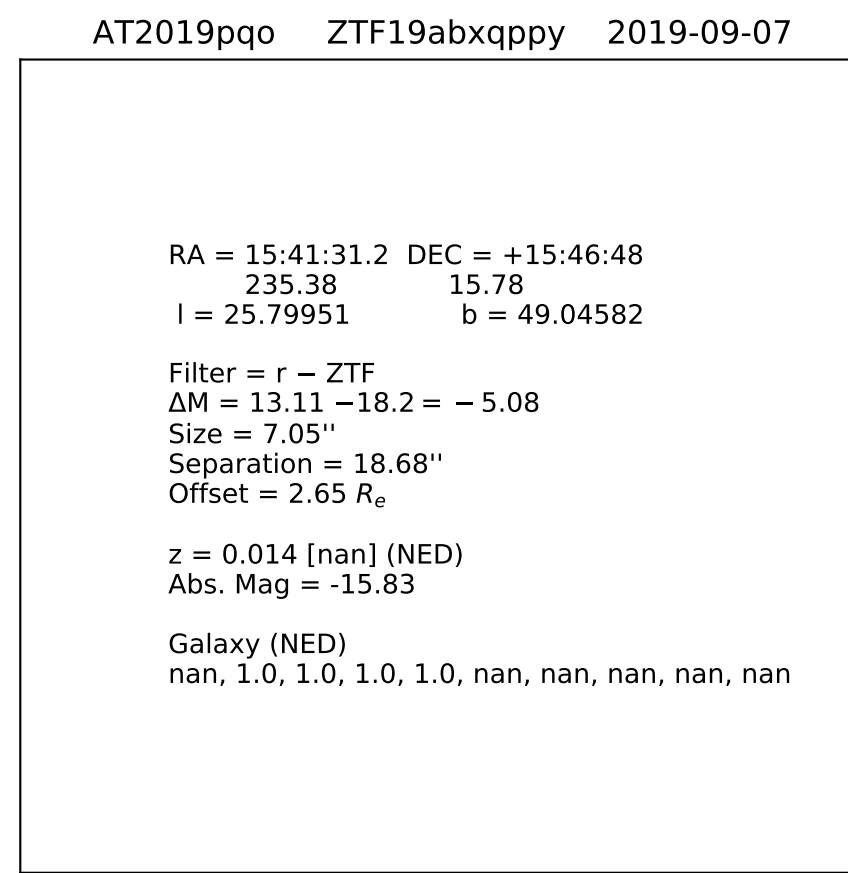 AT2019pqo ZTF19abxqppy 2019-09-07
RA = 15:41:31.2 DEC = +15:46:48
235.38 15.78
l = 25.79951 b = 49.04582
Filter = r − ZTF
ΔM = 13.11 −18.2 = − 5.08
Size = 7.05''
Separation = 18.68''
Offset = 2.65 Re
z = 0.014 [nan] (NED)
Abs. Mag = -15.83
Galaxy (NED)
nan, 1.0, 1.0, 1.0, 1.0, nan, nan, nan, nan, nan